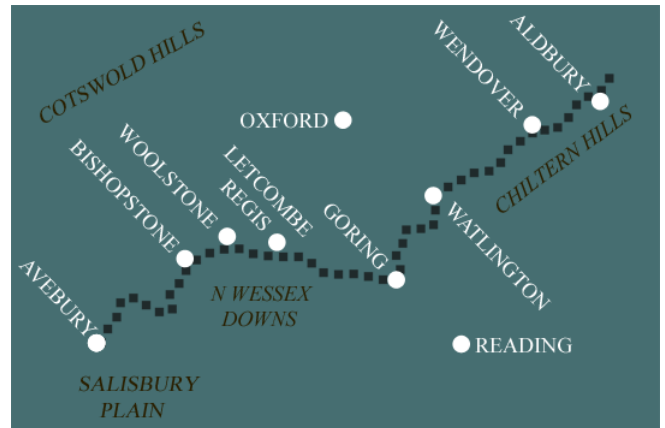 COTSWOLD HILLS
ALDBURY
WENDOVER
OXFORD
CHILTERN HILLS
WOOLSTONE
BISHOPSTONE
LETCOMBE
REGIS
GORING
WATLINGTON
AVEBURY
N WESSEX
DOWNS
READING
SALISBURY
PLAIN